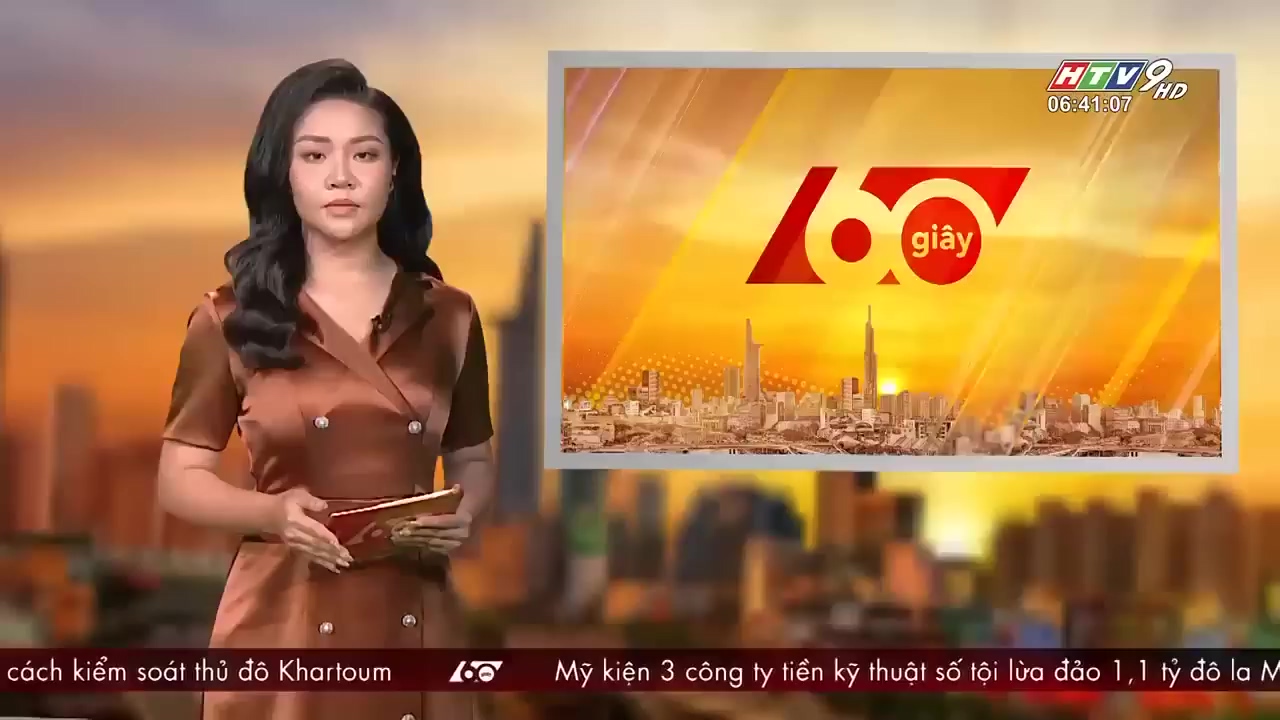 HTV9 HD
06:41:07
60 giây
cách kiểm soát thủ đô Khartoum 60 Mỹ kiện 3 công ty tiền kỹ thuật số tội lừa đảo 1,1 tỷ đô la M